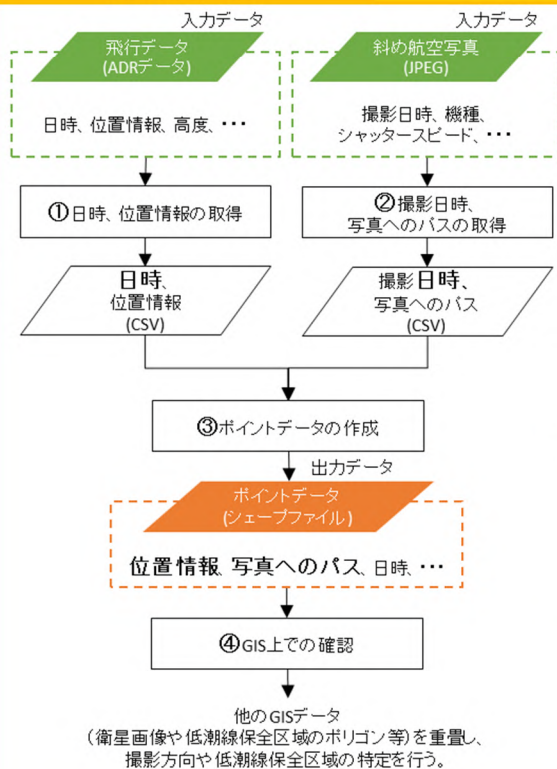 入力データ
飛行データ
(ADRデータ)
日時、位置情報、高度、・・・
①日時、位置情報の取得
日時、
位置情報
(CSV)
入力データ
斜め航空写真
(JPEG)
撮影日時、機種、
シャッタースピード、・・・
②撮影日時、
写真へのパスの取得
撮影日時、
写真へのパス
(CSV)
③ポイントデータの作成
出力データ
ポイントデータ
(シェープファイル)
位置情報、写真へのパス、日時、・・・
④GIS上での確認
他のGISデータ
(衛星画像や低潮線保全区域のポリゴン等)を重畳し、
撮影方向や低潮線保全区域の特定を行う。